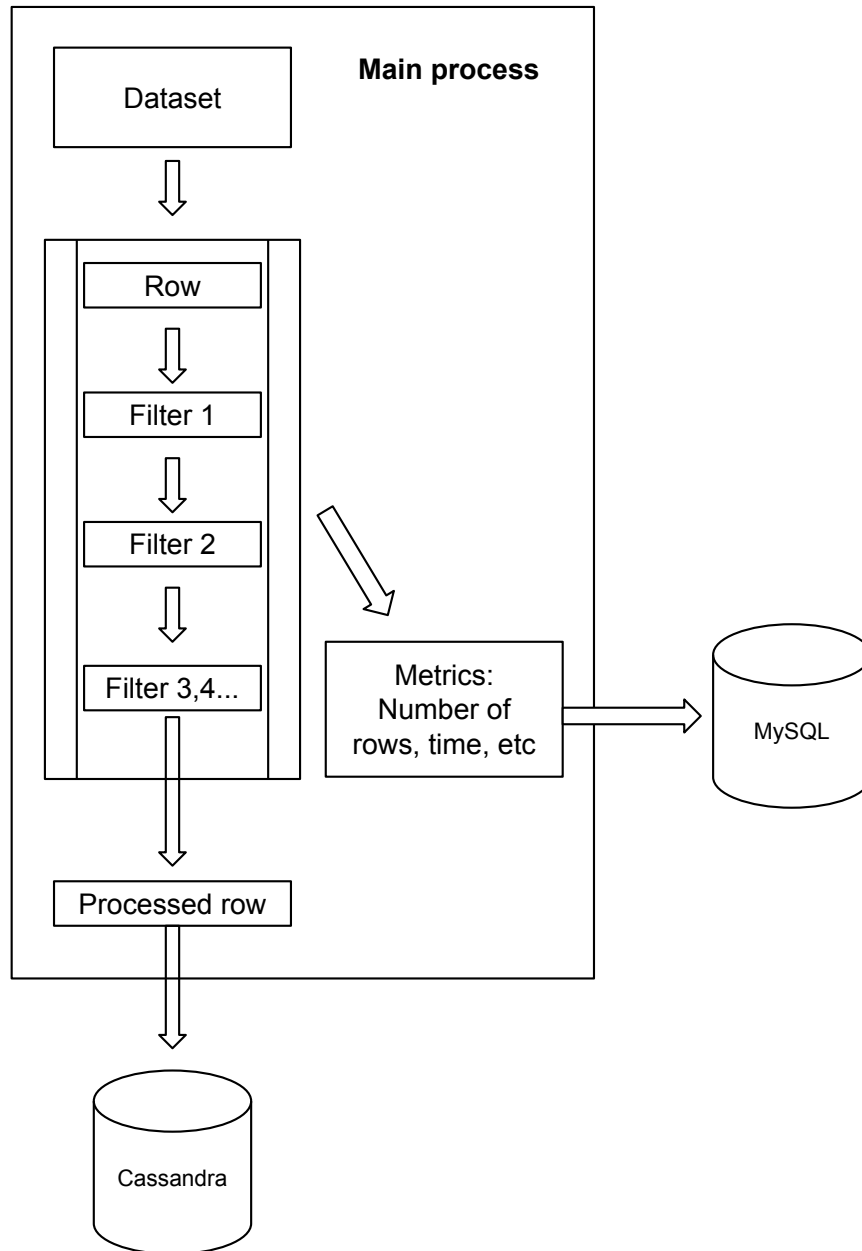 Main process
Dataset
Row
Filter 1
Filter 2
Filter 3,4...
Metrics:
Number of
rows, time, etc
MySQL
Processed row
Cassandra